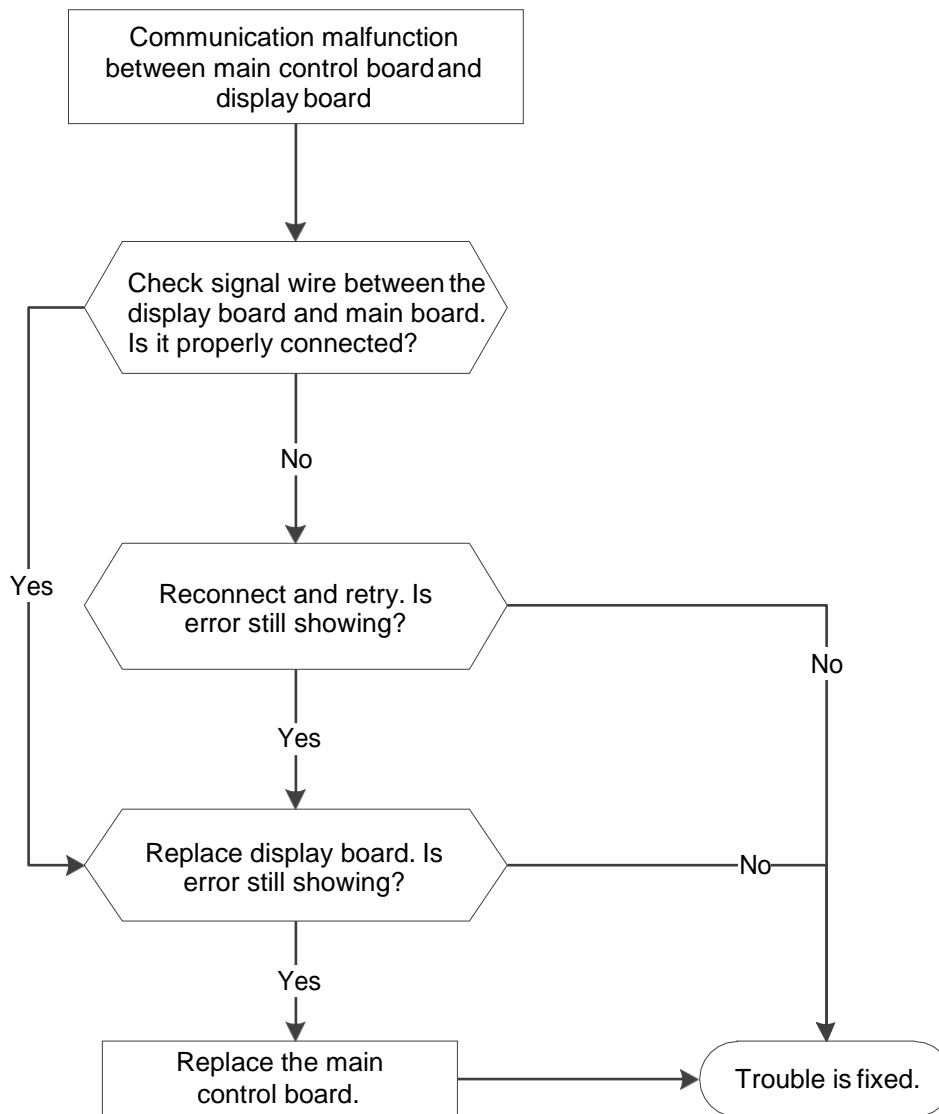 Communication malfunction
between main control board and
display board
Check signal wire between the
display board and main board.
Is it properly connected?
No
Reconnect and retry. Is
error still showing?
Yes
No
Yes
Replace display board. Is
error still showing?
No
Yes
Replace the main
control board.
Trouble is fixed.